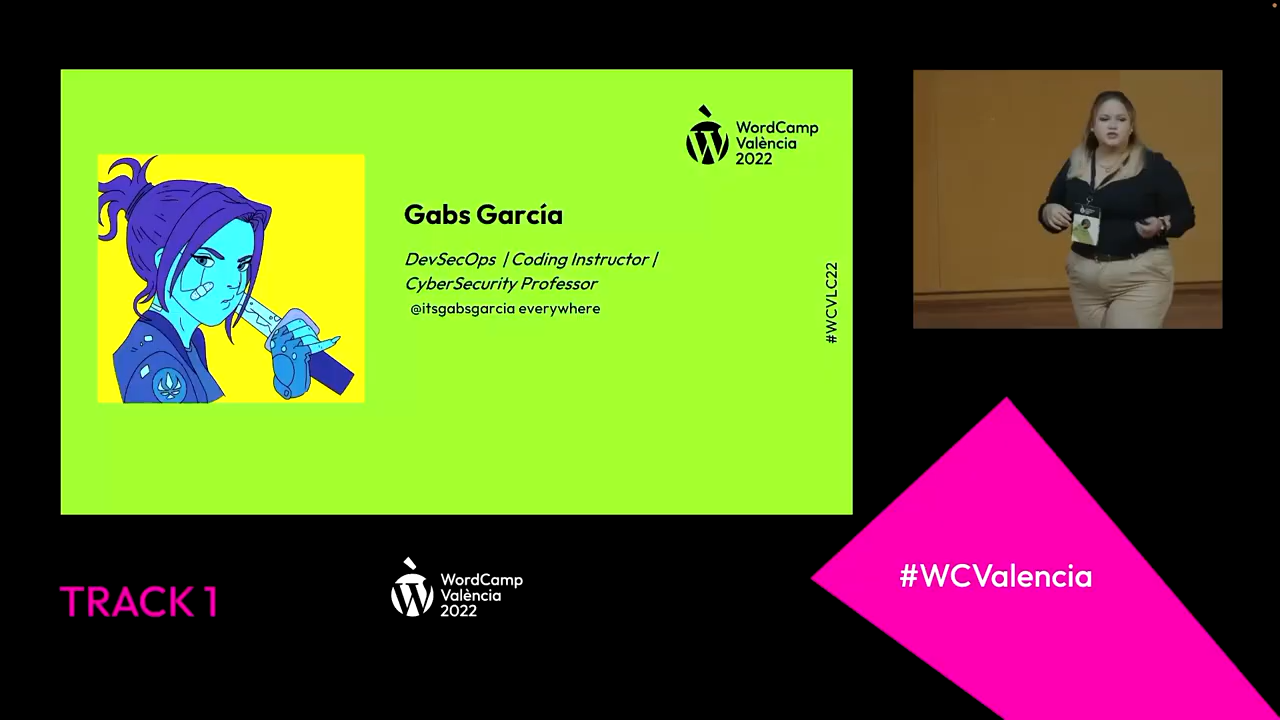 WordCamp
València
2022
Gabs García
DevSecOps | Coding Instructor |
CyberSecurity Professor
@itsgabsgarcia everywhere
#WCVLC22
TRACK 1
WordCamp
València
2022
#WCValencia